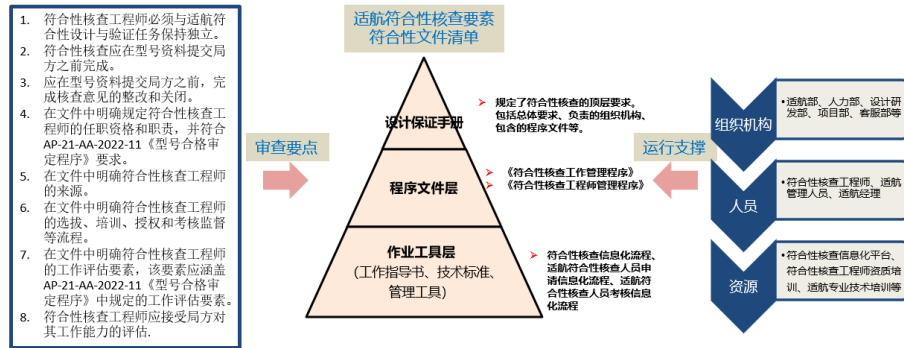 1. 符合性核查工程师必须与适航符
合性设计与验证任务保持独立。
2. 符合性核查应在型号资料提交局
方之前完成。
3. 应在型号资料提交局方之前，完
成核查意见的整改和关闭。
4. 在文件中明确规定符合性核查工
程师的任职资格和职责，并符合
AP-21-AA-2022-11《型号合格审
定程序》要求。
5. 在文件中明确符合性核查工程师
的来源。
6. 在文件中明确符合性核查工程师
的选拔、培训、授权和考核监督
等流程。
7. 在文件中明确符合性核查工程师
的工作评估要素，该要素应涵盖
AP-21-AA-2022-11《型号合格审
定程序》中规定的工作评估要素。
8. 符合性核查工程师应接受局方对
其工作能力的评估.
审查要点
适航符合性核查要素
符合性文件清单
设计保证手册
程序文件层
作业工具层
（工作指导书、技术标准、
管理工具）
规定了符合性核查的顶层要求。
包括总体要求、负责的组织机构、
包含的程序文件等。
《符合性核查工作管理程序》
《符合性核查工程师管理程序》
符合性核查信息化流程、
适航符合性核查人员申
请信息化流程、适航符
合性核查人员考核信息
化流程
运行支撑
组织机构
•适航部、人力部、设计研
发部、项目部、客服部等
人员
•符合性核查工程师、适航
管理人员、适航经理
资源
•符合性核查信息化平台、
符合性核查工程师资质培
训、适航专业技术培训等